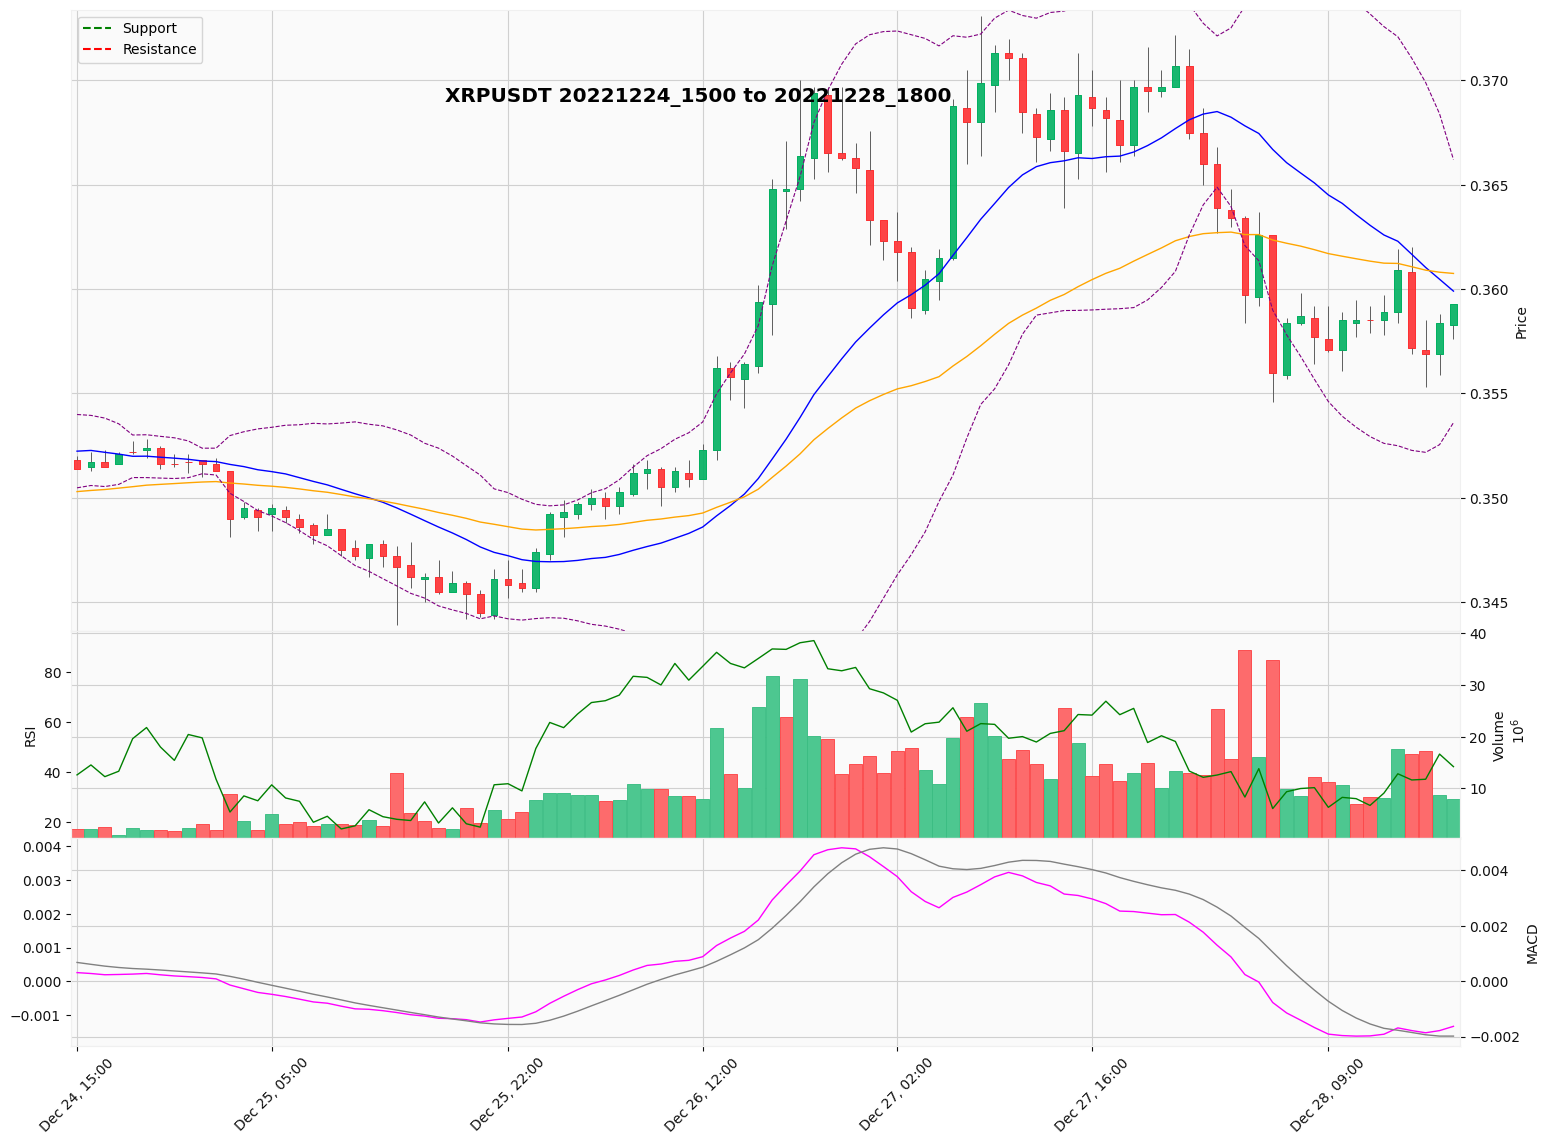 Support
Resistance
XRPUSDT 20221224_1500 to 20221228_1800
0.370
0.365
0.360
0.355
0.350
0.345
Price
80
60
40
20
RSI
40
30
20
10
Volume
10^6
0.004
0.003
0.002
0.001
0.000
−0.001
0.004
0.002
0.000
−0.002
MACD
Dec 24, 15:00
Dec 25, 05:00
Dec 25, 22:00
Dec 26, 12:00
Dec 27, 02:00
Dec 27, 16:00
Dec 28, 09:00